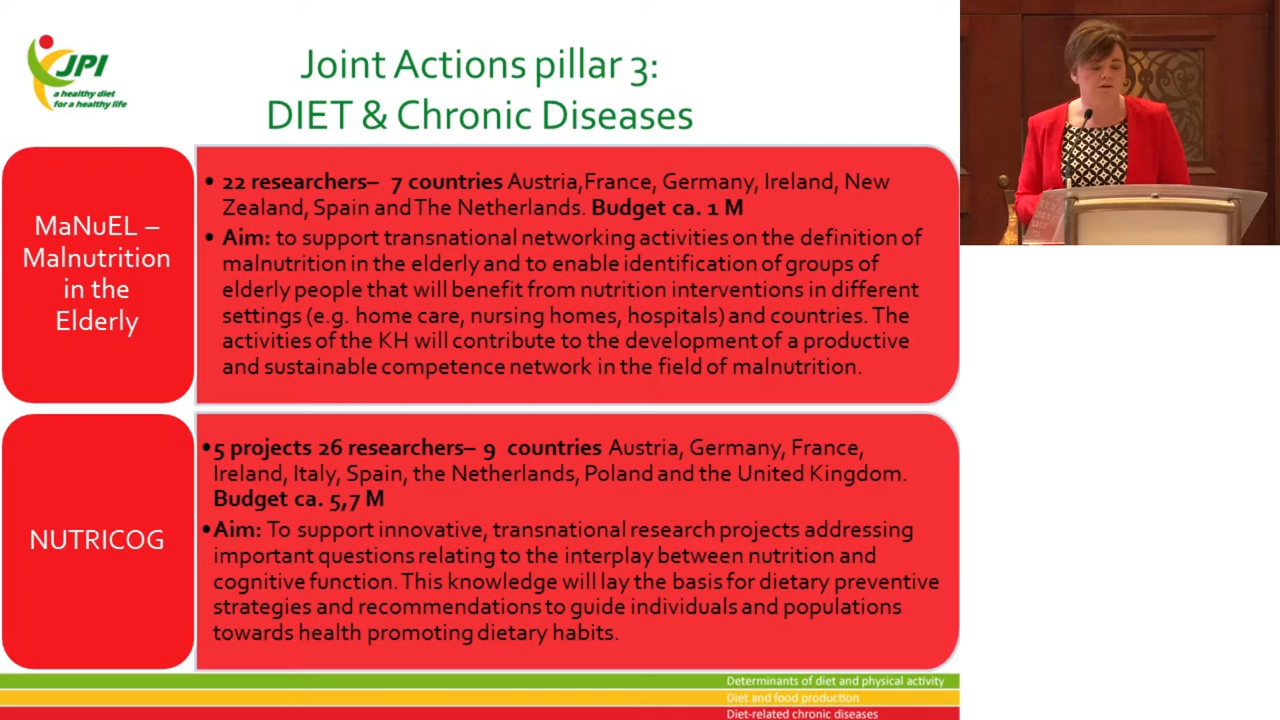 JPI
a healthy diet
for a healthy life
Joint Actions pillar 3:
DIET & Chronic Diseases
MaNuEL –
Malnutrition
in the
Elderly
• 22 researchers– 7 countries Austria,France, Germany, Ireland, New
Zealand, Spain and The Netherlands. Budget ca. 1 M
• Aim: to support transnational networking activities on the definition of
malnutrition in the elderly and to enable identification of groups of
elderly people that will benefit from nutrition interventions in different
settings (e.g. home care, nursing homes, hospitals) and countries. The
activities of the KH will contribute to the development of a productive
and sustainable competence network in the field of malnutrition.
NUTRICOG
•5 projects 26 researchers– 9 countries Austria, Germany, France,
Ireland, Italy, Spain, the Netherlands, Poland and the United Kingdom.
Budget ca. 5,7 M
•Aim: To support innovative, transnational research projects addressing
important questions relating to the interplay between nutrition and
cognitive function. This knowledge will lay the basis for dietary preventive
strategies and recommendations to guide individuals and populations
towards health promoting dietary habits.
Determinants of diet and physical activity
Diet and food production
Diet-related chronic diseases